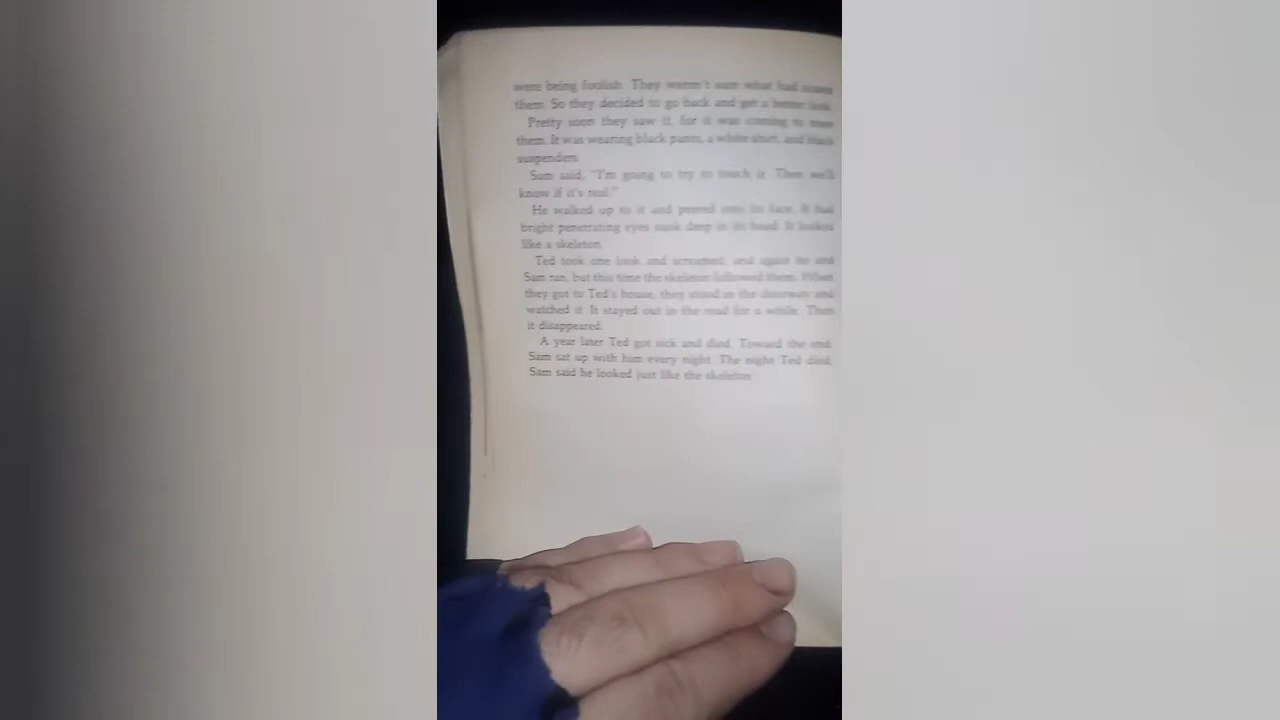 were being foolish. They weren't sure what had
them. So they decided to go back and get a better look.
Pretty soon they saw it, for it was coming to meet
them. It was wearing black pants, a white shirt, and black
suspenders.
Sam said, "I'm going to try to touch it. Then we'll
know if it's real."
He walked up to it and peered into its face. It had
bright penetrating eyes sunk deep in its head. It looked
like a skeleton.
Ted took one look and screamed, and again he and
Sam ran, but this time the skeleton followed them. When
they got to Ted's house, they stood in the doorway and
watched it. It stayed out in the road for a while. Then
it disappeared.
A year later Ted got sick and died. Toward the end,
Sam sat up with him every night. The night Ted died,
Sam said he looked just like the skeleton.